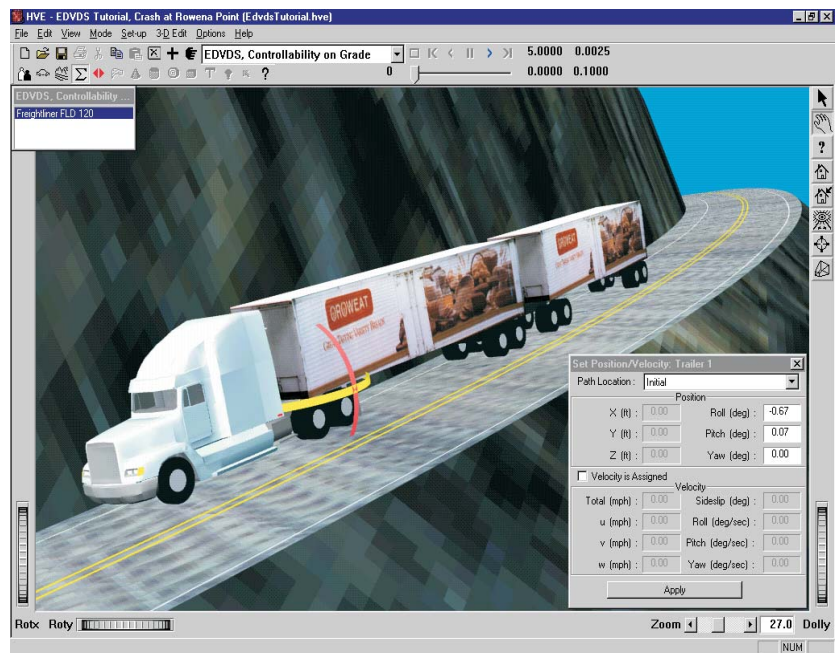 HVE - EDVDS Tutorial, Crash at Rowena Point (EdvdsTutorial.hve)
File Edit View Mode Set-up 3-D Edit Options Help
EDVDS, Controllability on Grade 5.0000 0.0025
? 0 0.0000 0.1000
EDVDS, Controllability ...
Freightliner FLD 120
?
OROWEAT
OROWEAT
Set Position/Velocity: Trailer 1
Path Location : Initial
Position
X (ft) : 0.00 Roll (deg) : -0.67
Y (ft) : 0.00 Pitch (deg) : 0.07
Z (ft) : 0.00 Yaw (deg) : 0.00
Velocity is Assigned
Velocity
Total (mph) : 0.00 Sideslip (deg) : 0.00
u (mph) : 0.00 Roll (deg/sec) : 0.00
v (mph) : 0.00 Pitch (deg/sec) : 0.00
w (mph) : 0.00 Yaw (deg/sec) : 0.00
Apply
Rotx Roty Zoom 27.0 Dolly
NUM